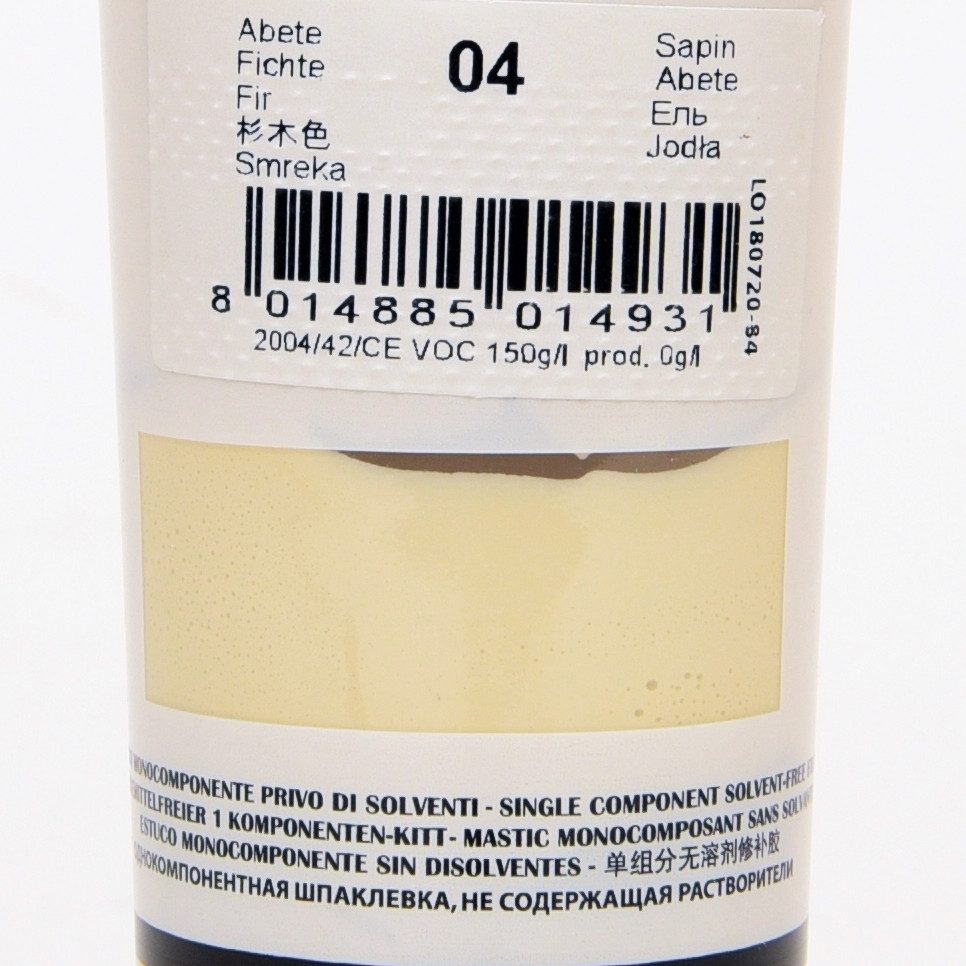 Abete
Fichte
Fir
杉木色
Smreka
04
Sapin
Abete
Ель
Jodła
LO180720-84
8 014885 014931
2004/42/CE VOC 150g/l prod. 0g/l
MONOCOMPONENTE PRIVO DI SOLVENTI - SINGLE COMPONENT SOLVENT-FREE
1 KOMPONENTEN-KITT - MASTIC MONOCOMPOSANT SANS
ESTUCO MONOCOMPONENTE SIN DISOLVENTES - 单组分无溶剂修补胶
ШПАКЛЕВКА, НЕ СОДЕРЖАЩАЯ РАСТВОРИТЕЛИ